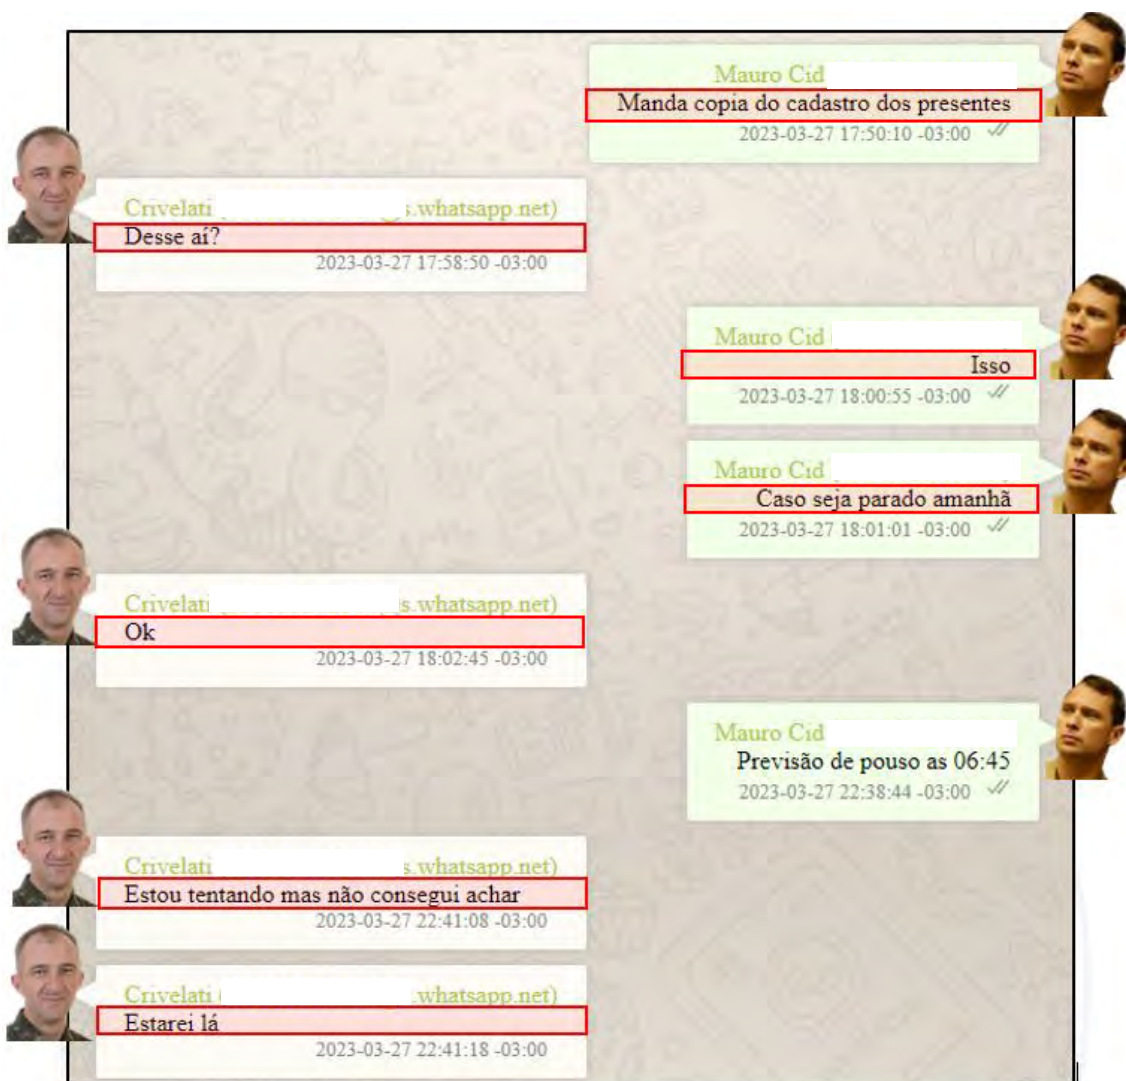 Mauro Cid
Manda copia do cadastro dos presentes
2023-03-27 17:50:10 -03:00
Crivelati s.whatsapp.net)
Desse aí?
2023-03-27 17:58:50 -03:00
Mauro Cid
Isso
2023-03-27 18:00:55 -03:00
Mauro Cid
Caso seja parado amanhã
2023-03-27 18:01:01 -03:00
Crivelati s.whatsapp.net)
Ok
2023-03-27 18:02:45 -03:00
Mauro Cid
Previsão de pouso as 06:45
2023-03-27 22:38:44 -03:00
Crivelati s.whatsapp.net)
Estou tentando mas não consegui achar
2023-03-27 22:41:08 -03:00
Crivelati .whatsapp.net)
Estarei lá
2023-03-27 22:41:18 -03:00